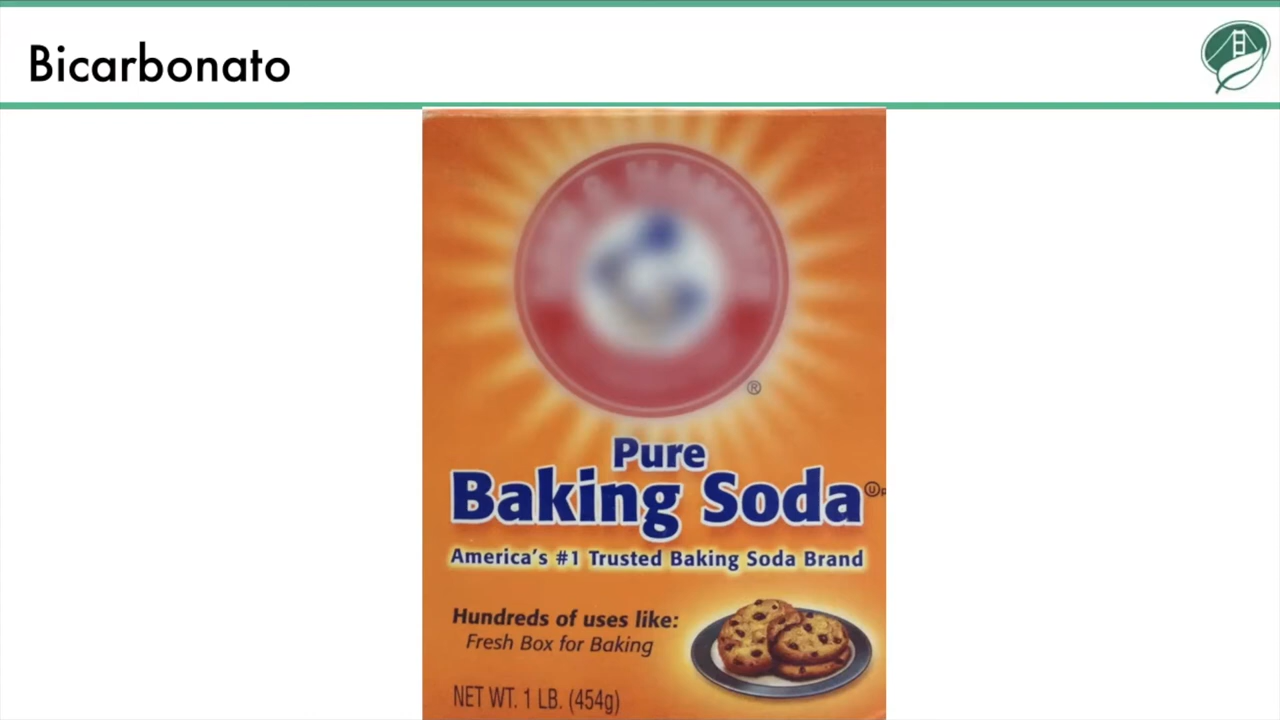 Bicarbonato
®
Pure
Baking Soda
America's #1 Trusted Baking Soda Brand
Hundreds of uses like:
Fresh Box for Baking
NET WT. 1 LB. (454g)